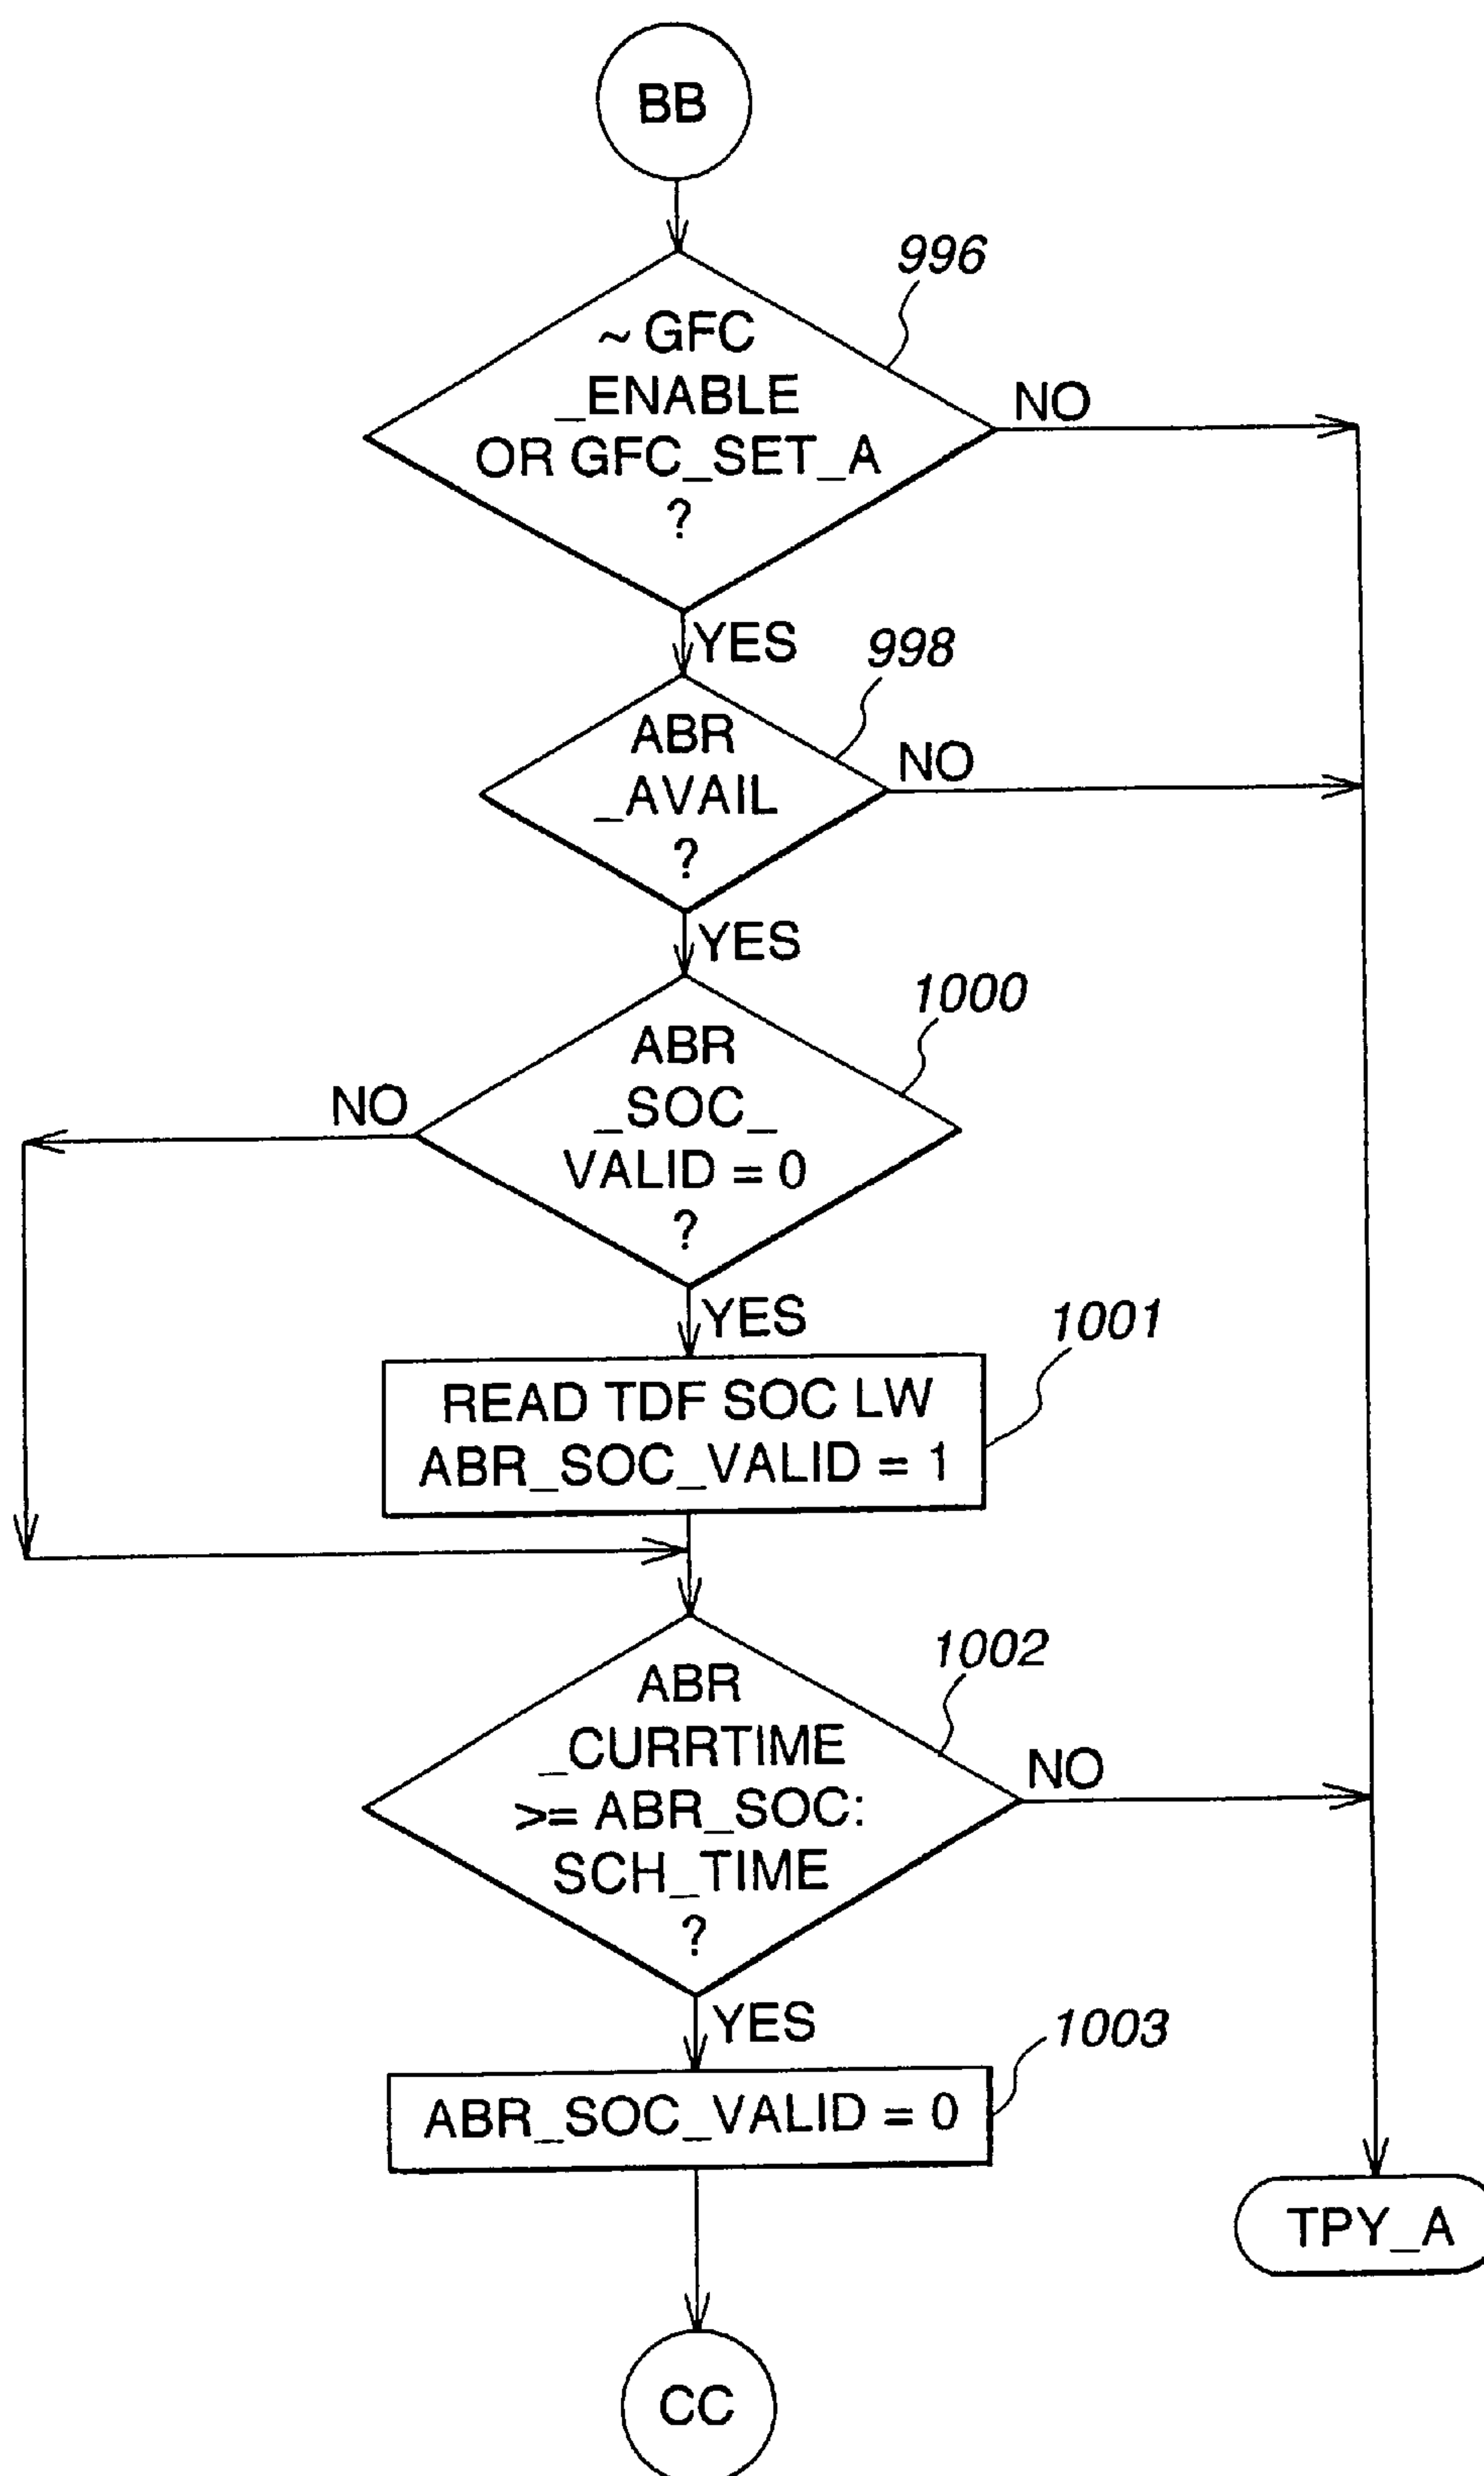 BB
996
~ GFC
_ENABLE
OR GFC_SET_A
?
NO
YES
998
ABR
_AVAIL
?
NO
YES
1000
ABR
_SOC_
VALID = 0
?
NO
YES
1001
READ TDF SOC LW
ABR_SOC_VALID = 1
1002
ABR
_CURRTIME
>= ABR_SOC:
SCH_TIME
?
NO
YES
1003
ABR_SOC_VALID = 0
TPY_A
CC